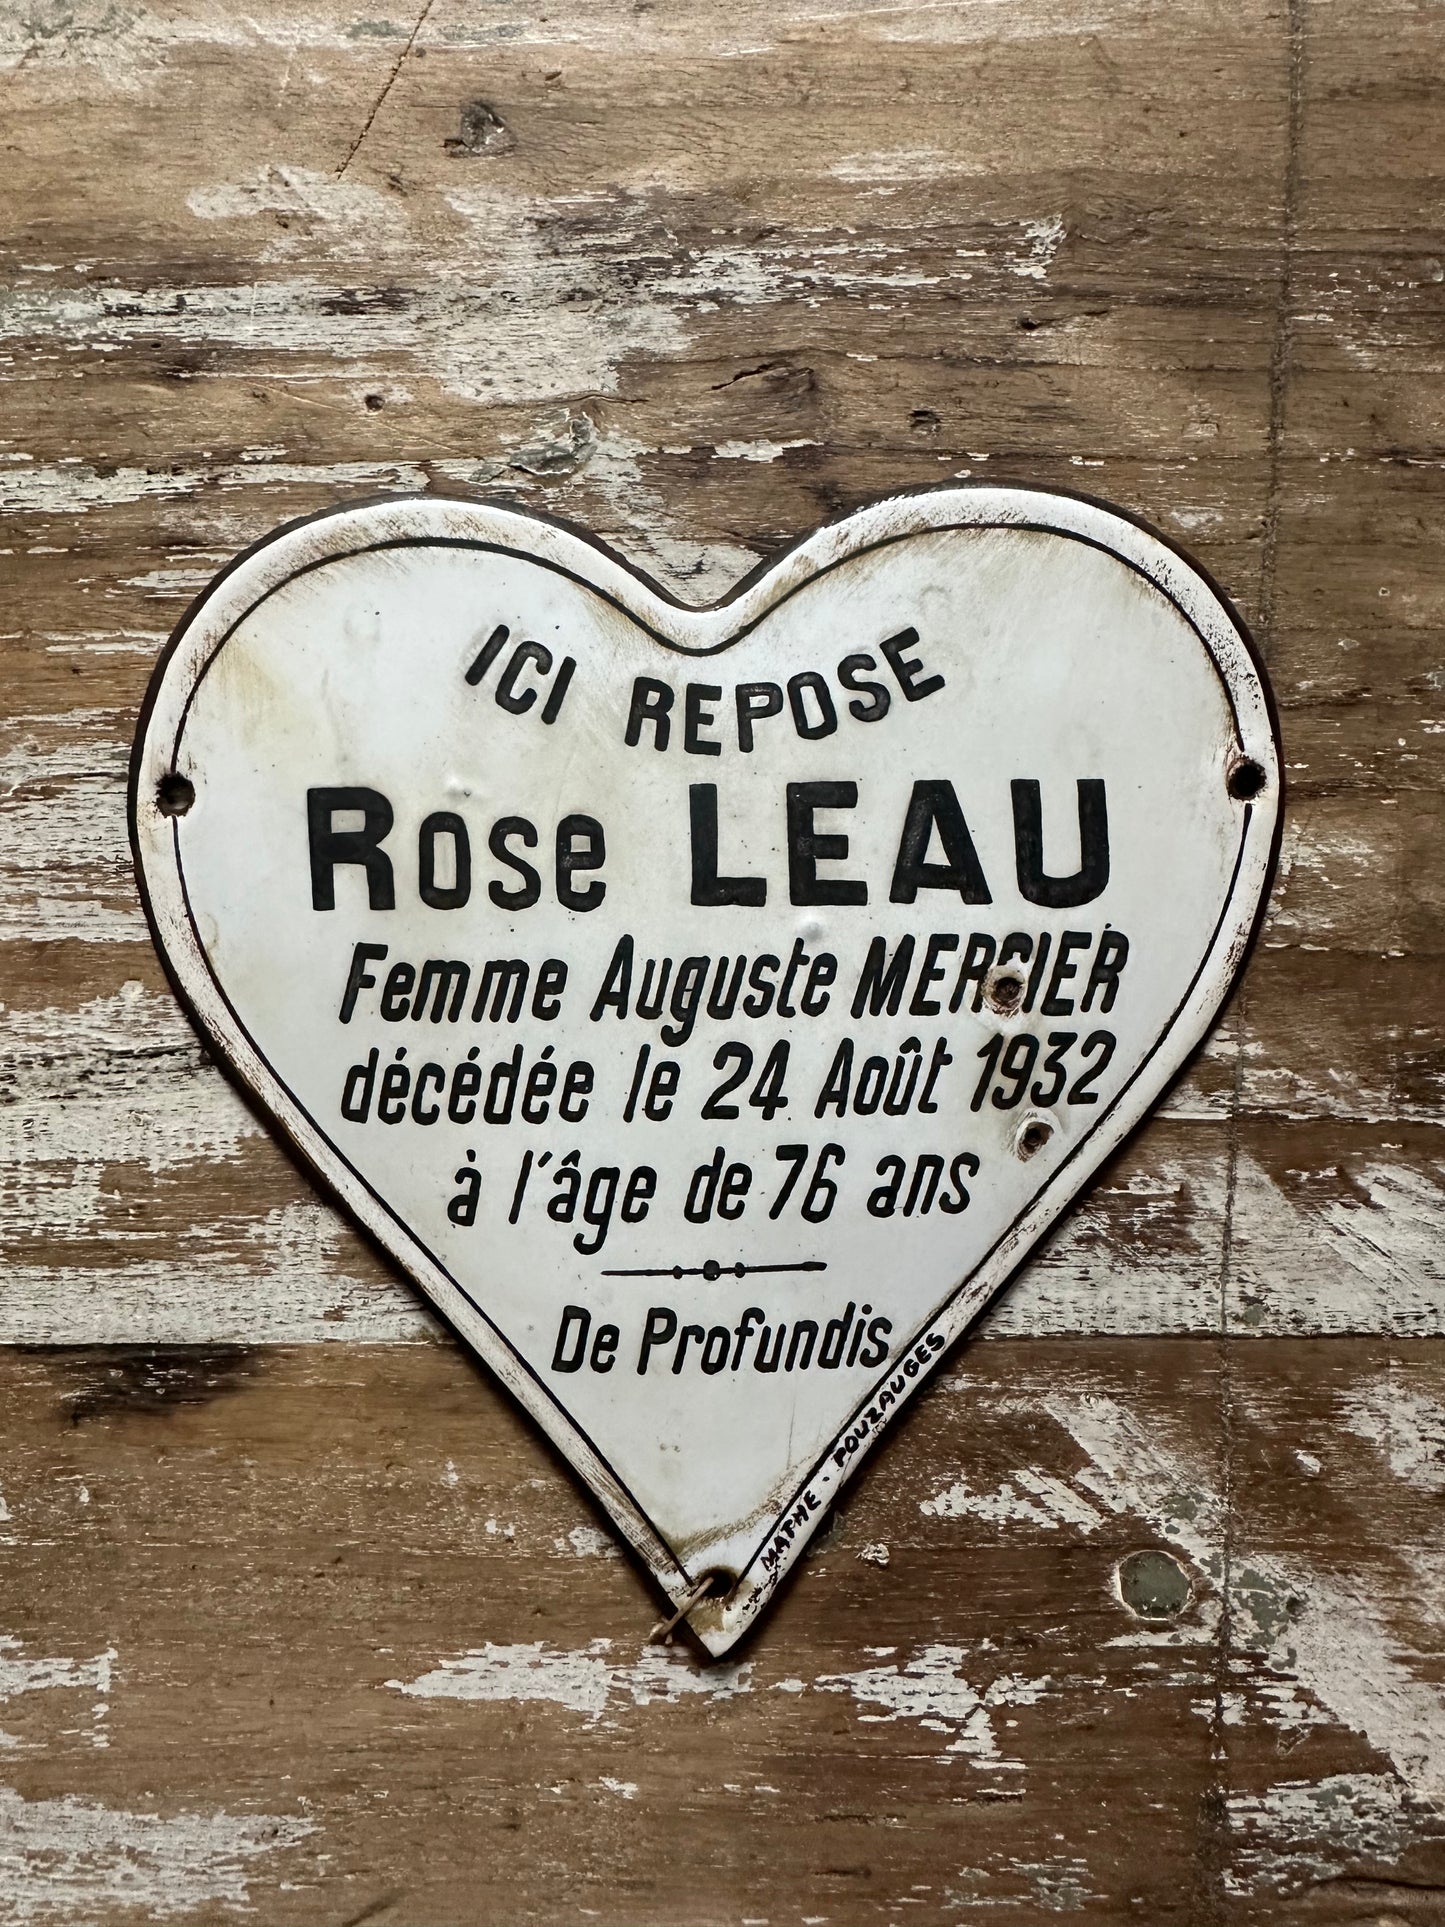 ICI REPOSE
Rose LEAU
Femme Auguste MERCIER
décédée le 24 Août 1932
à l'âge de 76 ans
De Profundis
MATHE - POUZAUGES